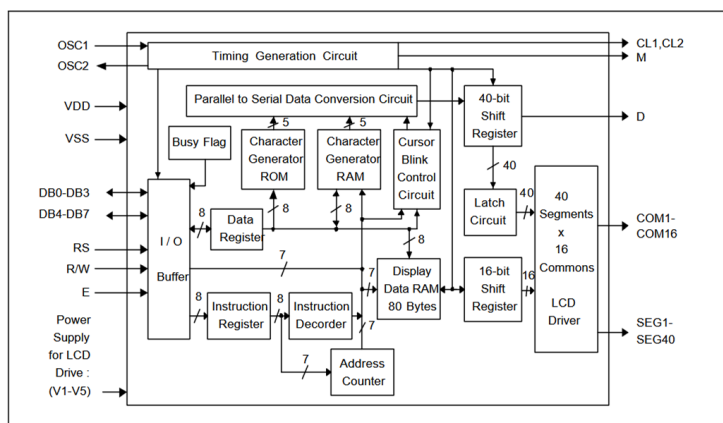 OSC1
OSC2
VDD
VSS
DB0-DB3
DB4-DB7
RS
R/W
E
Power
Supply
for LCD
Drive :
(V1-V5)
Timing Generation Circuit
CL1,CL2
M
Parallel to Serial Data Conversion Circuit
40-bit
Shift
Register
D
5
5
Busy Flag
Character
Generator
ROM
Character
Generator
RAM
Cursor
Blink
Control
Circuit
40
8
8
Latch
Circuit
40
40
Segments
x
16
Commons
LCD
Driver
COM1-
COM16
SEG1-
SEG40
I / O
Buffer
8
Data
Register
8
7
7
Display
Data RAM
80 Bytes
16-bit
Shift
Register
16
8
Instruction
Register
8
Instruction
Decorder
7
7
Address
Counter